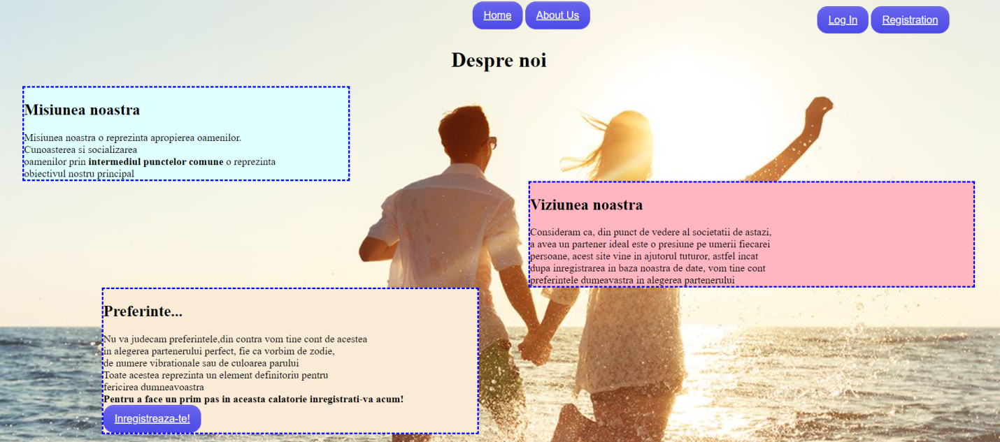 Home About Us
Log In Registration
Despre noi
Misiunea noastra
Misiunea noastra o reprezinta apropierea oamenilor.
Cunoasterea si socializarea
oamenilor prin intermediul punctelor comune o reprezinta
obiectivul nostru principal
Viziunea noastra
Consideram ca, din punct de vedere al societatii de astazi,
a avea un partener ideal este o presiune pe umerii fiecarei
persoane, acest site vine in ajutorul tuturor, astfel incat
dupa inregistrarea in baza noastra de date, vom tine cont
preferintele dumeavastra in alegerea partenerului
Preferinte...
Nu va judecam preferintele,din contra vom tine cont de acestea
in alegerea partenerului perfect, fie ca vorbim de zodie,
de numere vibrationale sau de culoarea parului
Toate acestea reprezinta un element definitoriu pentru
fericirea dumneavoastra
Pentru a face un prim pas in aceasta calatorie inregistrati-va acum!
Inregistreaza-te!